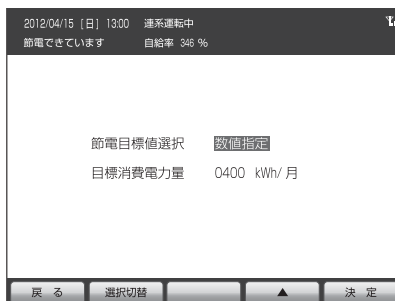 2012/04/15 [日] 13:00 連系運転中
節電できています 自給率 346 %
節電目標値選択 数値指定
目標消費電力量 0400 kWh/月
戻る 選択切替 ▲ 決定